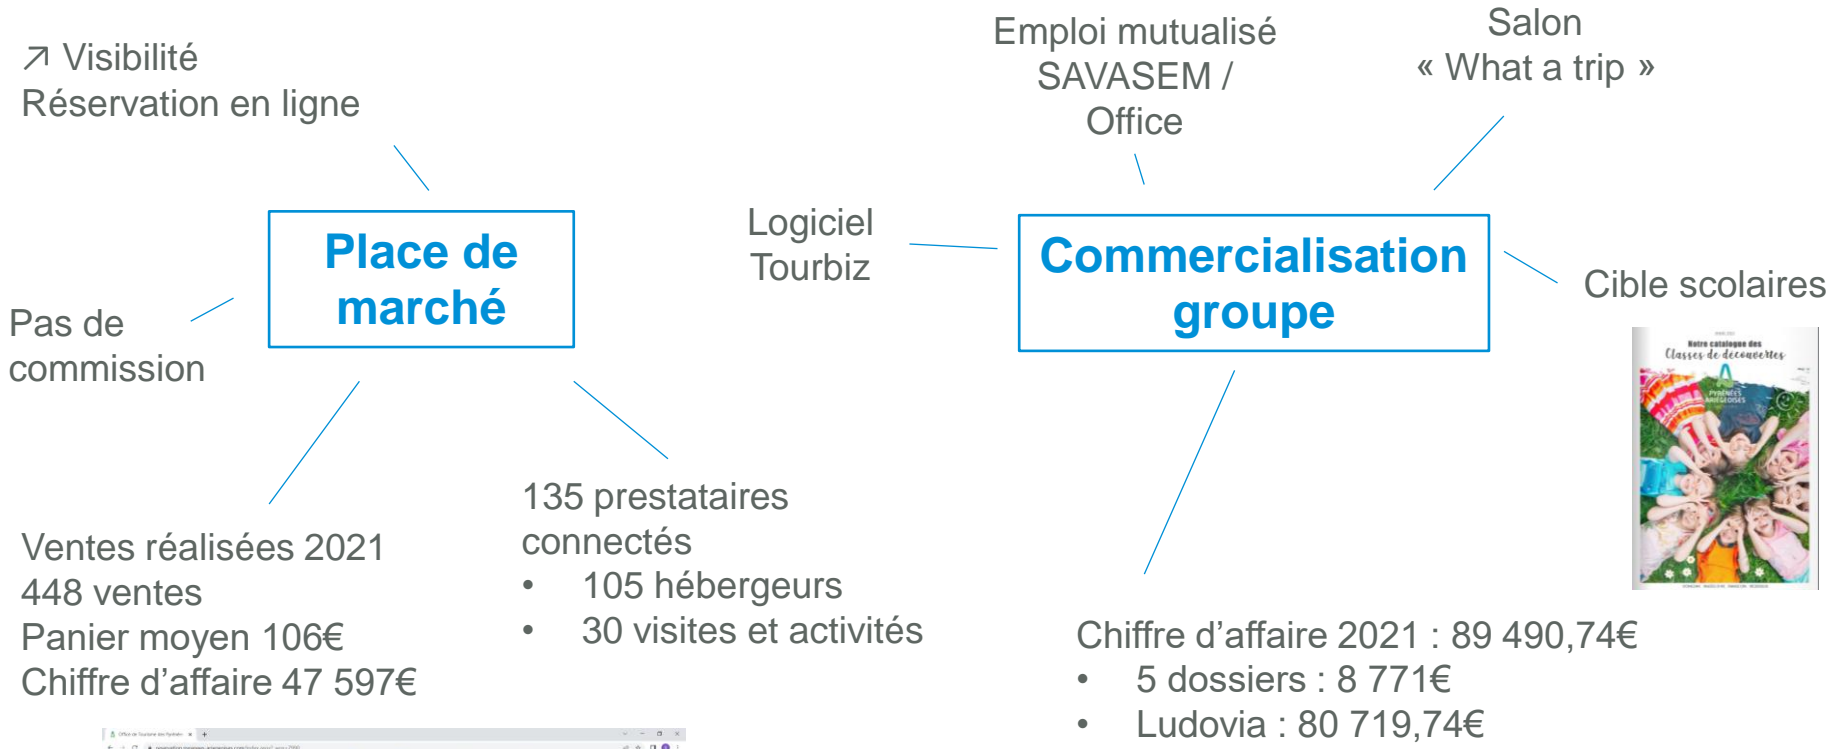 ↗ Visibilité
Réservation en ligne
Place de
marché
Pas de
commission
Ventes réalisées 2021
448 ventes
Panier moyen 106€
Chiffre d'affaire 47 597€
135 prestataires
connectés
• 105 hébergeurs
• 30 visites et activités
Emploi mutualisé
SAVASEM /
Office
Salon
« What a trip »
Logiciel
Tourbiz
Commercialisation
groupe
Cible scolaires
Notre catalogue des
Classes de découvertes
PYRÉNÉES
ARIÉGEOISES
Chiffre d'affaire 2021 : 89 490,74€
• 5 dossiers : 8 771€
• Ludovia : 80 719,74€